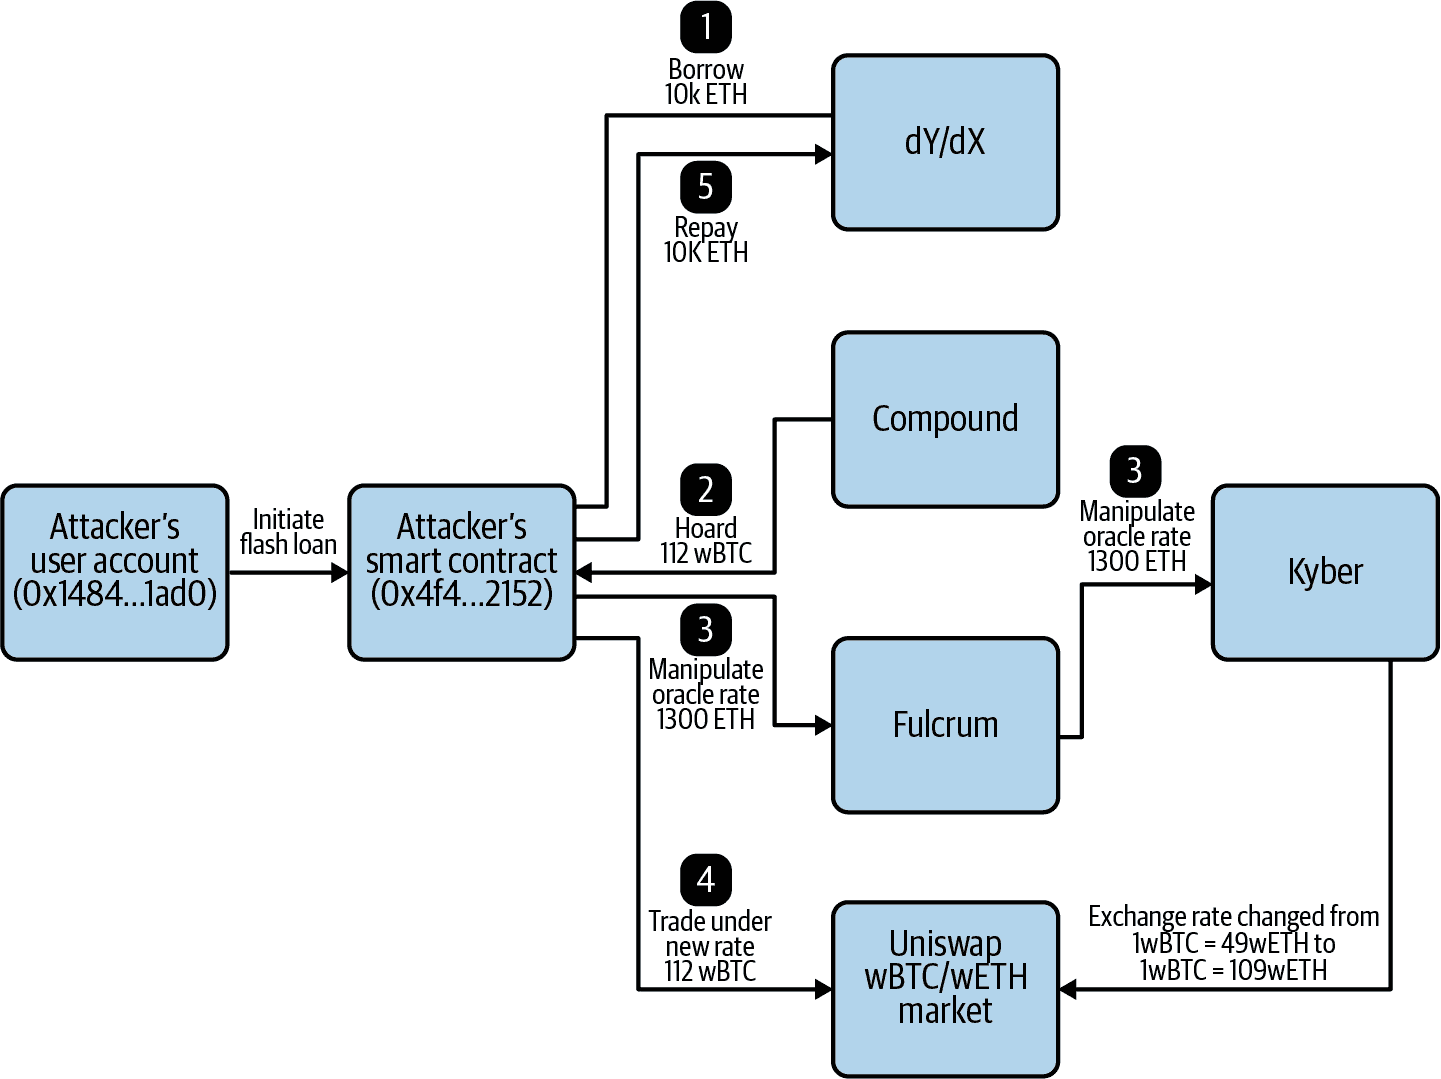 1
Borrow
10k ETH
dY/dX
5
Repay
10K ETH
Compound
2
Hoard
112 wBTC
3
Manipulate
oracle rate
1300 ETH
Kyber
Attacker's
user account
(0x1484...1ad0)
Initiate
flash loan
Attacker's
smart contract
(0x4f4...2152)
3
Manipulate
oracle rate
1300 ETH
Fulcrum
4
Trade under
new rate
112 wBTC
Uniswap
wBTC/wETH
market
Exchange rate changed from
1wBTC = 49wETH to
1wBTC = 109wETH